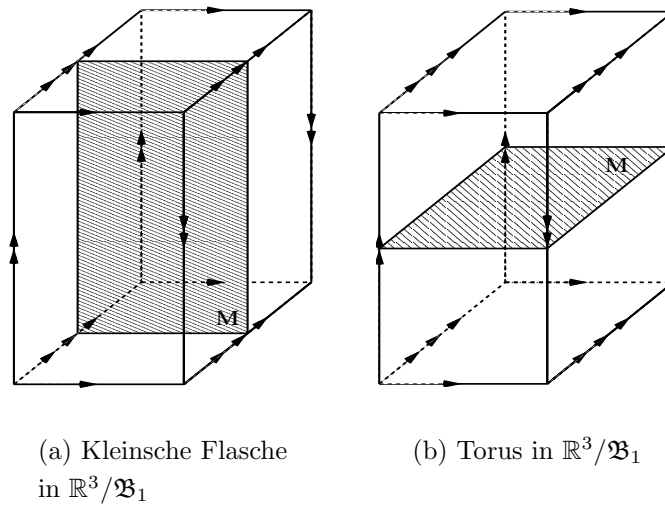 M
M
(a) Kleinsche Flasche
in ℝ³/𝔅₁
(b) Torus in ℝ³/𝔅₁